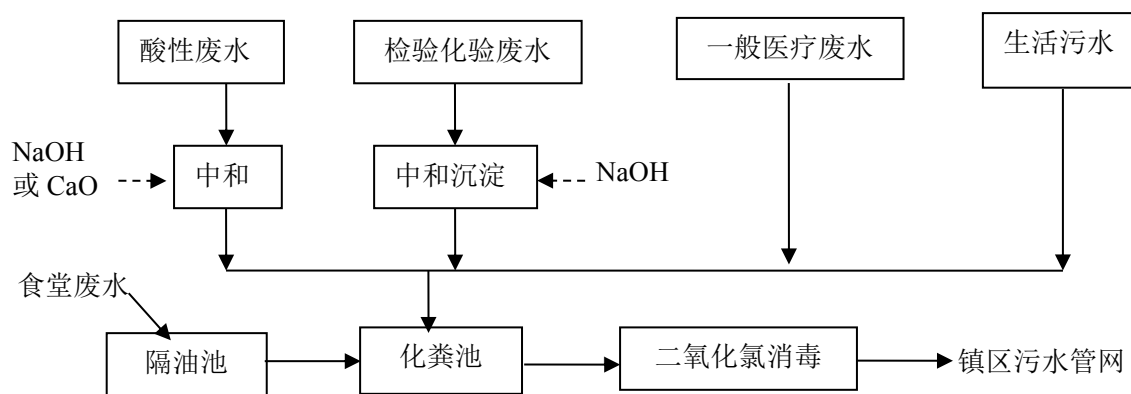 酸性废水
检验化验废水
一般医疗废水
生活污水
NaOH
或 CaO
中和
中和沉淀
NaOH
食堂废水
隔油池
化粪池
二氧化氯消毒
镇区污水管网